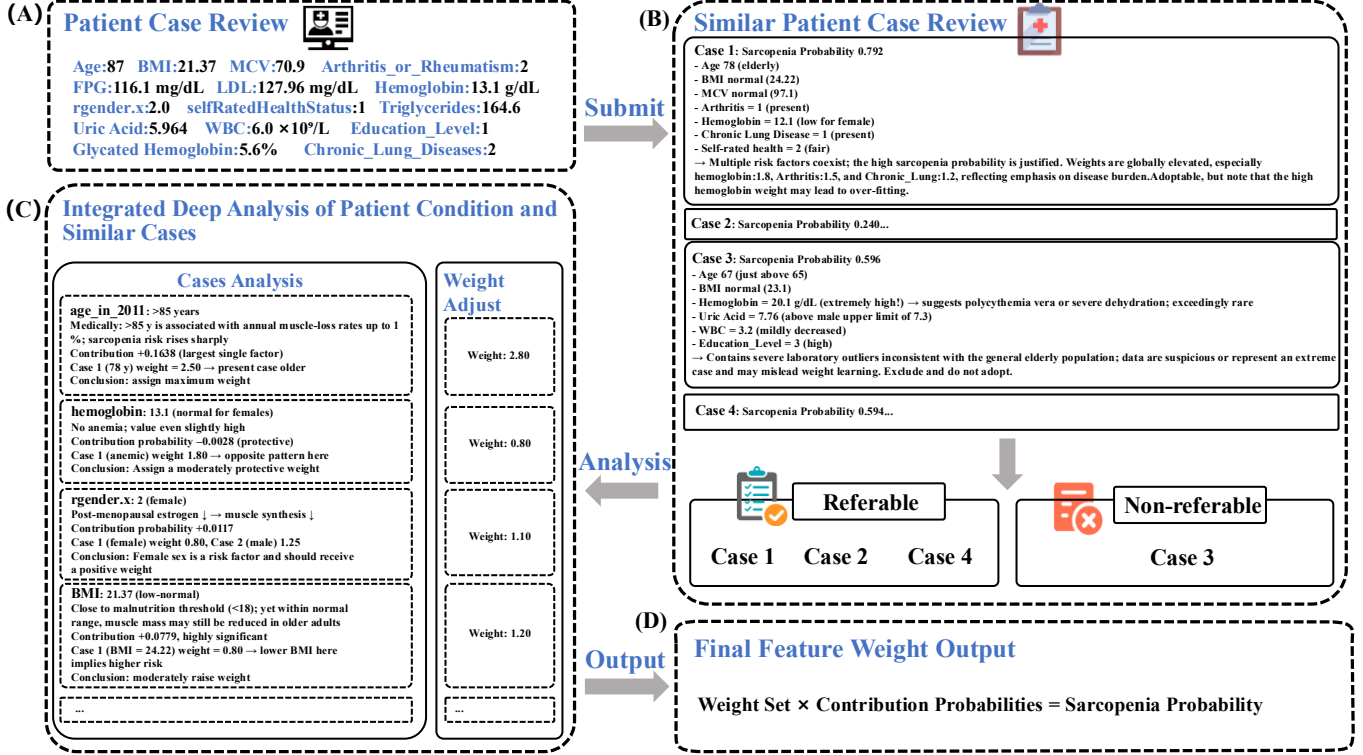 (A)
Patient Case Review
Age:87 BMI:21.37 MCV:70.9 Arthritis_or_Rheumatism:2
FPG:116.1 mg/dL LDL:127.96 mg/dL Hemoglobin:13.1 g/dL
rgender.x:2.0 selfRatedHealthStatus:1 Triglycerides:164.6
Uric Acid:5.964 WBC:6.0 ×10⁹/L Education_Level:1
Glycated Hemoglobin:5.6% Chronic_Lung_Diseases:2
Submit
(B)
Similar Patient Case Review
Case 1: Sarcopenia Probability 0.792
- Age 78 (elderly)
- BMI normal (24.22)
- MCV normal (97.1)
- Arthritis = 1 (present)
- Hemoglobin = 12.1 (low for female)
- Chronic Lung Disease = 1 (present)
- Self-rated health = 2 (fair)
→ Multiple risk factors coexist; the high sarcopenia probability is justified. Weights are globally elevated, especially
hemoglobin:1.8, Arthritis:1.5, and Chronic_Lung:1.2, reflecting emphasis on disease burden.Adoptable, but note that the high
hemoglobin weight may lead to over-fitting.
Case 2: Sarcopenia Probability 0.240...
Case 3: Sarcopenia Probability 0.596
- Age 67 (just above 65)
- BMI normal (23.1)
- Hemoglobin = 20.1 g/dL (extremely high!) → suggests polycythemia vera or severe dehydration; exceedingly rare
- Uric Acid = 7.76 (above male upper limit of 7.3)
- WBC = 3.2 (mildly decreased)
- Education_Level = 3 (high)
→ Contains severe laboratory outliers inconsistent with the general elderly population; data are suspicious or represent an extreme
case and may mislead weight learning. Exclude and do not adopt.
Case 4: Sarcopenia Probability 0.594...
Referable
Case 1 Case 2 Case 4
Non-referable
Case 3
Analysis
(C)
Integrated Deep Analysis of Patient Condition and
Similar Cases
Cases Analysis
Weight
Adjust
age_in_2011: >85 years
Medically: >85 y is associated with annual muscle-loss rates up to 1
%; sarcopenia risk rises sharply
Contribution +0.1638 (largest single factor)
Case 1 (78 y) weight = 2.50 → present case older
Conclusion: assign maximum weight
Weight: 2.80
hemoglobin: 13.1 (normal for females)
No anemia; value even slightly high
Contribution probability –0.0028 (protective)
Case 1 (anemic) weight 1.80 → opposite pattern here
Conclusion: Assign a moderately protective weight
Weight: 0.80
rgender.x: 2 (female)
Post-menopausal estrogen ↓ → muscle synthesis ↓
Contribution probability +0.0117
Case 1 (female) weight 0.80, Case 2 (male) 1.25
Conclusion: Female sex is a risk factor and should receive
a positive weight
Weight: 1.10
BMI: 21.37 (low-normal)
Close to malnutrition threshold (<18); yet within normal
range, muscle mass may still be reduced in older adults
Contribution +0.0779, highly significant
Case 1 (BMI = 24.22) weight = 0.80 → lower BMI here
implies higher risk
Conclusion: moderately raise weight
Weight: 1.20
...
...
Output
(D)
Final Feature Weight Output
Weight Set × Contribution Probabilities = Sarcopenia Probability